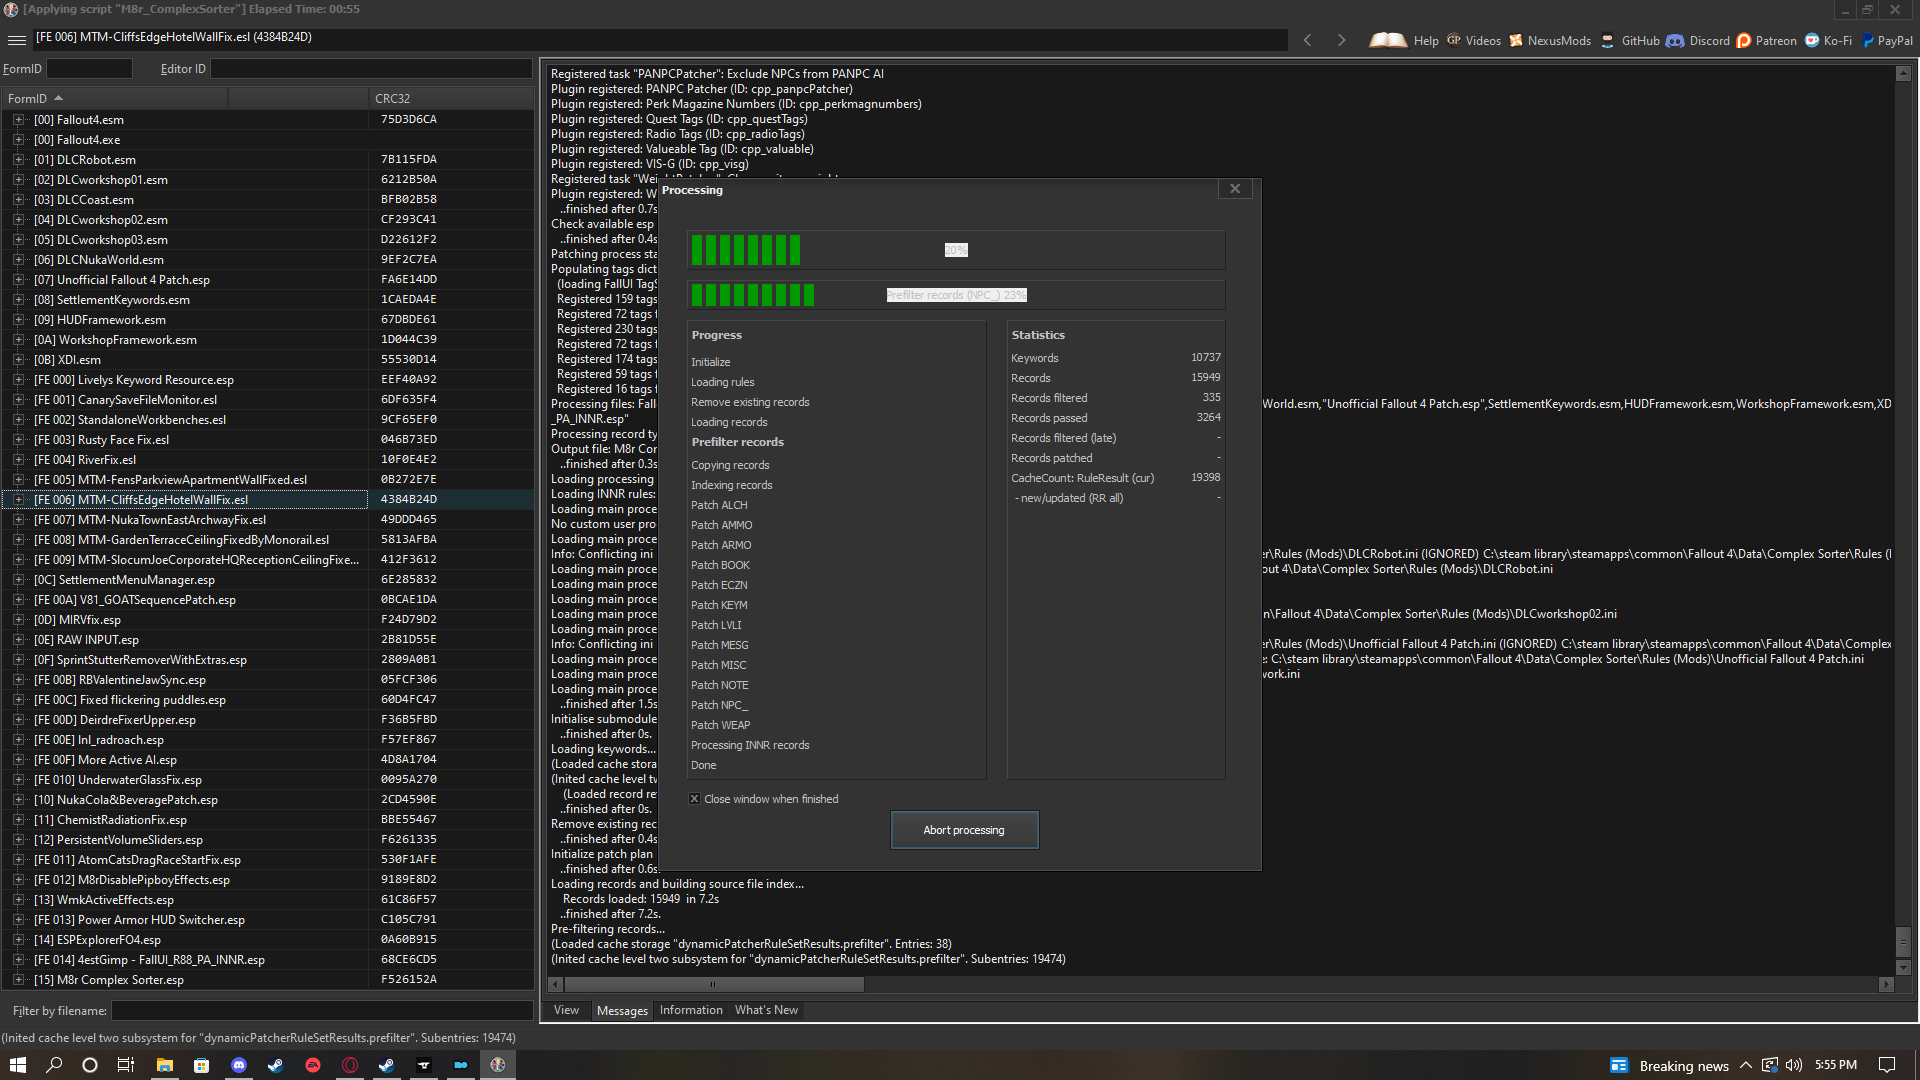 [Applying script "M8r_ComplexSorter"] Elapsed Time: 00:55
[FE 006] MTM-CliffsEdgeHotelWallFix.esl (4384B24D)
Help
Videos
NexusMods
GitHub
Discord
Patreon
Ko-Fi
PayPal
FormID
Editor ID
FormID CRC32
[00] Fallout4.esm 75D3D6CA
[00] Fallout4.exe
[01] DLCRobot.esm 7B115FDA
[02] DLCworkshop01.esm 6212B50A
[03] DLCCoast.esm BFB02B58
[04] DLCworkshop02.esm CF293C41
[05] DLCworkshop03.esm D22612F2
[06] DLCNukaWorld.esm 9EF2C7EA
[07] Unofficial Fallout 4 Patch.esp FA6E14DD
[08] SettlementKeywords.esm 1CAEDA4E
[09] HUDFramework.esm 67DBDE61
[0A] WorkshopFramework.esm 1D044C39
[0B] XDI.esm 55530D14
[FE 000] Livelys Keyword Resource.esp EEF40A92
[FE 001] CanarySaveFileMonitor.esl 6DF635F4
[FE 002] StandaloneWorkbenches.esl 9CF65EF0
[FE 003] Rusty Face Fix.esl 046B73ED
[FE 004] RiverFix.esl 10F0E4E2
[FE 005] MTM-FensParkviewApartmentWallFixed.esl 0B272E7E
[FE 006] MTM-CliffsEdgeHotelWallFix.esl 4384B24D
[FE 007] MTM-NukaTownEastArchwayFix.esl 49DDD465
[FE 008] MTM-GardenTerraceCeilingFixedByMonorail.esl 5813AFBA
[FE 009] MTM-SlocumJoeCorporateHQReceptionCeilingFixe... 412F3612
[0C] SettlementMenuManager.esp 6E285832
[FE 00A] V81_GOATSequencePatch.esp 0BCAE1DA
[0D] MIRVfix.esp F24D79D2
[0E] RAW INPUT.esp 2B81D55E
[0F] SprintStutterRemoverWithExtras.esp 2809A0B1
[FE 00B] RBValentineJawSync.esp 05FCF306
[FE 00C] Fixed flickering puddles.esp 60D4FC47
[FE 00D] DeirdreFixerUpper.esp F36B5FBD
[FE 00E] lnl_radroach.esp F57EF867
[FE 00F] More Active AI.esp 4D8A1704
[FE 010] UnderwaterGlassFix.esp 0095A270
[10] NukaCola&BeveragePatch.esp 2CD4590E
[11] ChemistRadiationFix.esp BBE55467
[12] PersistentVolumeSliders.esp F6261335
[FE 011] AtomCatsDragRaceStartFix.esp 530F1AFE
[FE 012] M8rDisablePipboyEffects.esp 9189E8D2
[13] WmkActiveEffects.esp 61C86F57
[FE 013] Power Armor HUD Switcher.esp C105C791
[14] ESPExplorerFO4.esp 0A60B915
[FE 014] 4estGimp - FallUI_R88_PA_INNR.esp 68CE6CD5
[15] M8r Complex Sorter.esp F526152A
Filter by filename:
Registered task "PANPCPatcher": Exclude NPCs from PANPC AI
Plugin registered: PANPC Patcher (ID: cpp_panpcPatcher)
Plugin registered: Perk Magazine Numbers (ID: cpp_perkmagnumbers)
Plugin registered: Quest Tags (ID: cpp_questTags)
Plugin registered: Radio Tags (ID: cpp_radioTags)
Plugin registered: Valueable Tag (ID: cpp_valuable)
Plugin registered: VIS-G (ID: cpp_visg)
Registered task
Plugin registered: W
..finished after 0.7s
Check available esp
..finished after 0.4s
Patching process sta
Populating tags dict
(loading FallUI TagS
Registered 159 tags
Registered 72 tags f
Registered 230 tags
Registered 72 tags f
Registered 174 tags
Registered 59 tags f
Registered 16 tags f
Processing files: Fall World.esm,"Unofficial Fallout 4 Patch.esp",SettlementKeywords.esm,HUDFramework.esm,WorkshopFramework.esm,XD
_PA_INNR.esp"
Processing record ty
Output file: M8r Cor
..finished after 0.3s
Loading processing
Loading INNR rules:
Loading main proce
No custom user pro
Loading main proce
Info: Conflicting ini er\Rules (Mods)\DLCRobot.ini (IGNORED) C:\steam library\steamapps\common\Fallout 4\Data\Complex Sorter\Rules (
Loading main proce out 4\Data\Complex Sorter\Rules (Mods)\DLCRobot.ini
Loading main proce
Loading main proce
Loading main proce n\Fallout 4\Data\Complex Sorter\Rules (Mods)\DLCworkshop02.ini
Loading main proce
Info: Conflicting ini er\Rules (Mods)\Unofficial Fallout 4 Patch.ini (IGNORED) C:\steam library\steamapps\common\Fallout 4\Data\Complex
Loading main proce e: C:\steam library\steamapps\common\Fallout 4\Data\Complex Sorter\Rules (Mods)\Unofficial Fallout 4 Patch.ini
Loading main proce work.ini
Loading main proce
..finished after 1.5s
Initialise submodule
..finished after 0s.
Loading keywords...
(Loaded cache stora
(Inited cache level tw
(Loaded record re
..finished after 0s.
Remove existing rec
..finished after 0.4s
Initialize patch plan
..finished after 0.6s.
Loading records and building source file index...
Records loaded: 15949 in 7.2s
..finished after 7.2s.
Pre-filtering records...
(Loaded cache storage "dynamicPatcherRuleSetResults.prefilter". Entries: 38)
(Inited cache level two subsystem for "dynamicPatcherRuleSetResults.prefilter". Subentries: 19474)
Processing
20%
Prefilter records (NPC_) 23%
Progress
Initialize
Loading rules
Remove existing records
Loading records
Prefilter records
Copying records
Indexing records
Patch ALCH
Patch AMMO
Patch ARMO
Patch BOOK
Patch ECZN
Patch KEYM
Patch LVLI
Patch MESG
Patch MISC
Patch NOTE
Patch NPC_
Patch WEAP
Processing INNR records
Done
Statistics
Keywords 10737
Records 15949
Records filtered 335
Records passed 3264
Records filtered (late) -
Records patched -
CacheCount: RuleResult (cur) 19398
- new/updated (RR all) -
Close window when finished
Abort processing
View
Messages
Information
What's New
(Inited cache level two subsystem for "dynamicPatcherRuleSetResults.prefilter". Subentries: 19474)
Breaking news
5:55 PM